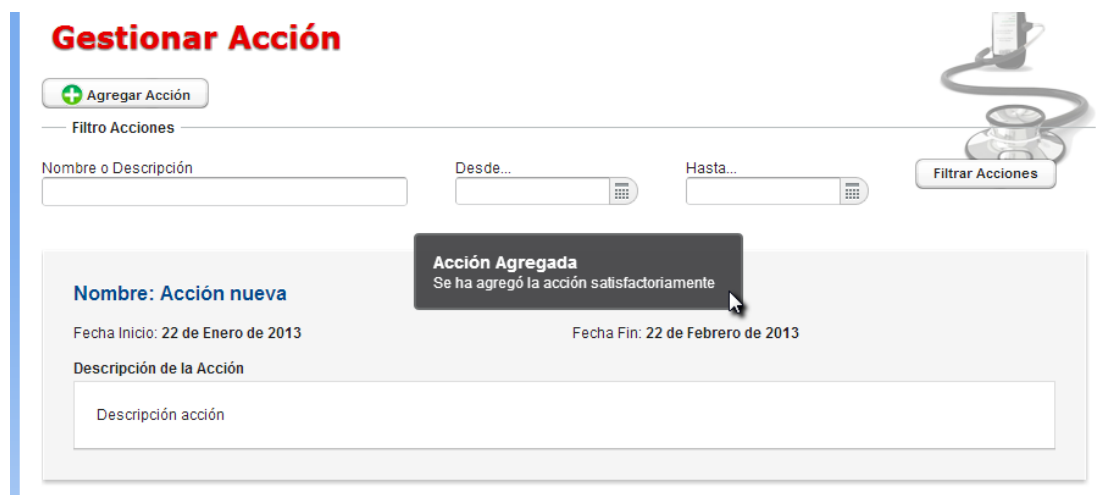 Gestionar Acción
Agregar Acción
Filtro Acciones
Nombre o Descripción
Desde...
Hasta...
Filtrar Acciones
Acción Agregada
Se ha agregó la acción satisfactoriamente
Nombre: Acción nueva
Fecha Inicio: 22 de Enero de 2013
Fecha Fin: 22 de Febrero de 2013
Descripción de la Acción
Descripción acción